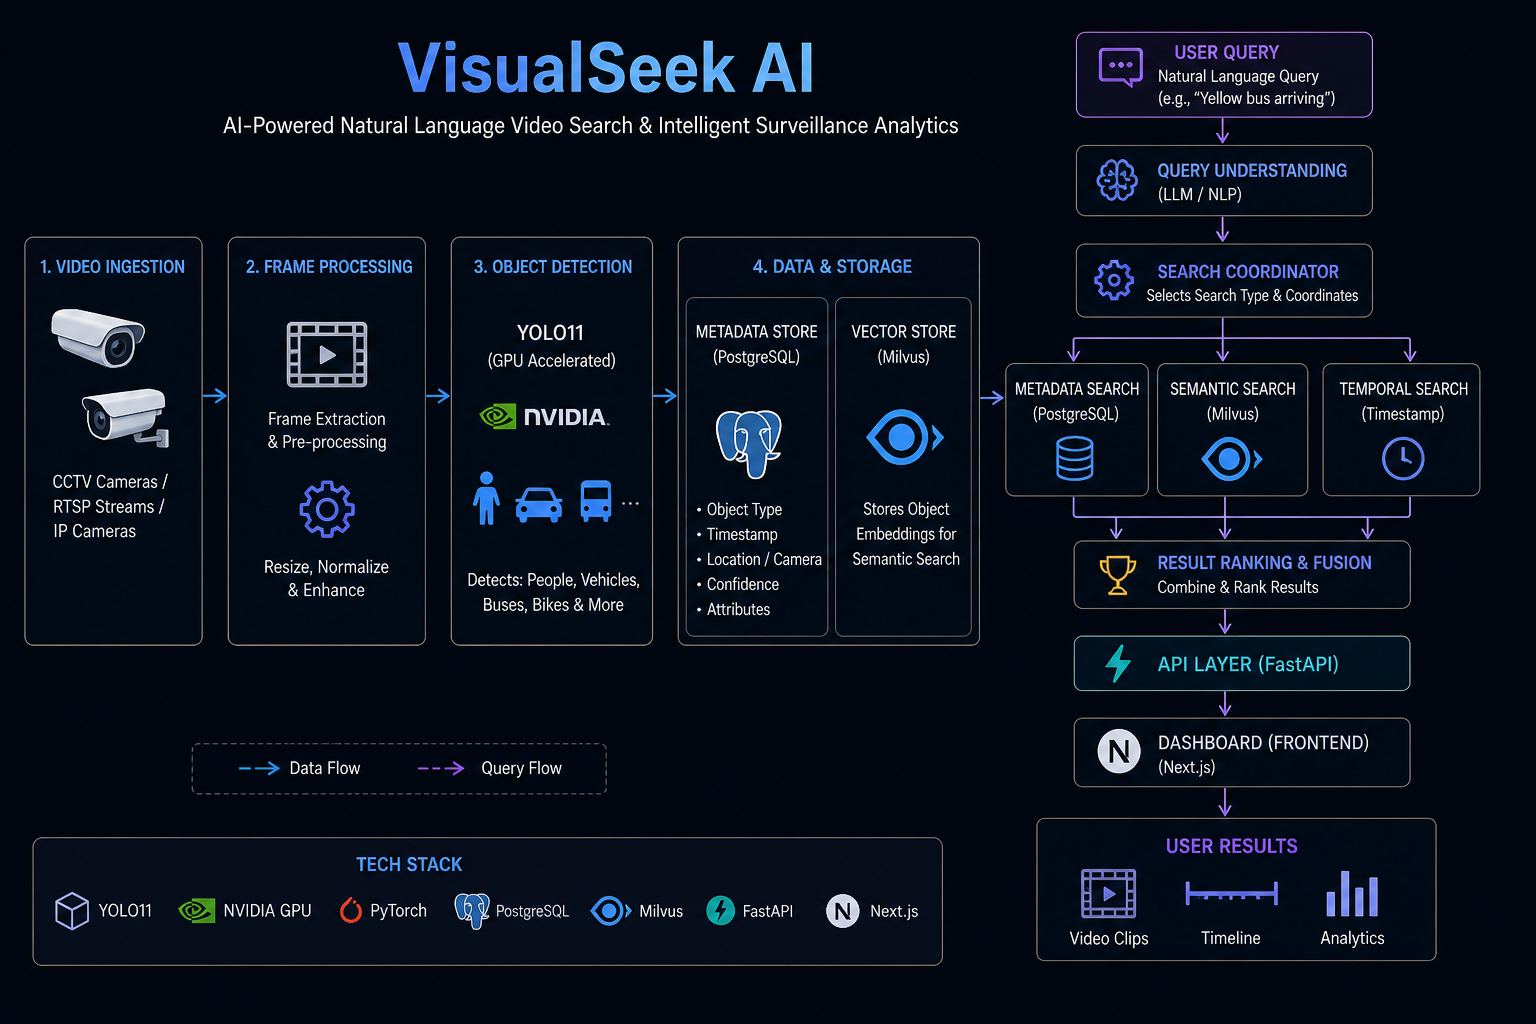 VisualSeek AI
AI-Powered Natural Language Video Search & Intelligent Surveillance Analytics
1. VIDEO INGESTION
CCTV Cameras /
RTSP Streams /
IP Cameras
2. FRAME PROCESSING
Frame Extraction
& Pre-processing
Resize, Normalize
& Enhance
3. OBJECT DETECTION
YOLO11
(GPU Accelerated)
NVIDIA
...
Detects: People, Vehicles,
Buses, Bikes & More
4. DATA & STORAGE
METADATA STORE
(PostgreSQL)
• Object Type
• Timestamp
• Location / Camera
• Confidence
• Attributes
VECTOR STORE
(Milvus)
Stores Object
Embeddings for
Semantic Search
USER QUERY
Natural Language Query
(e.g., “Yellow bus arriving”)
QUERY UNDERSTANDING
(LLM / NLP)
SEARCH COORDINATOR
Selects Search Type & Coordinates
METADATA SEARCH
(PostgreSQL)
SEMANTIC SEARCH
(Milvus)
TEMPORAL SEARCH
(Timestamp)
RESULT RANKING & FUSION
Combine & Rank Results
API LAYER (FastAPI)
N
DASHBOARD (FRONTEND)
(Next.js)
USER RESULTS
Video Clips
Timeline
Analytics
Data Flow
Query Flow
TECH STACK
YOLO11
NVIDIA GPU
PyTorch
PostgreSQL
Milvus
FastAPI
N
Next.js